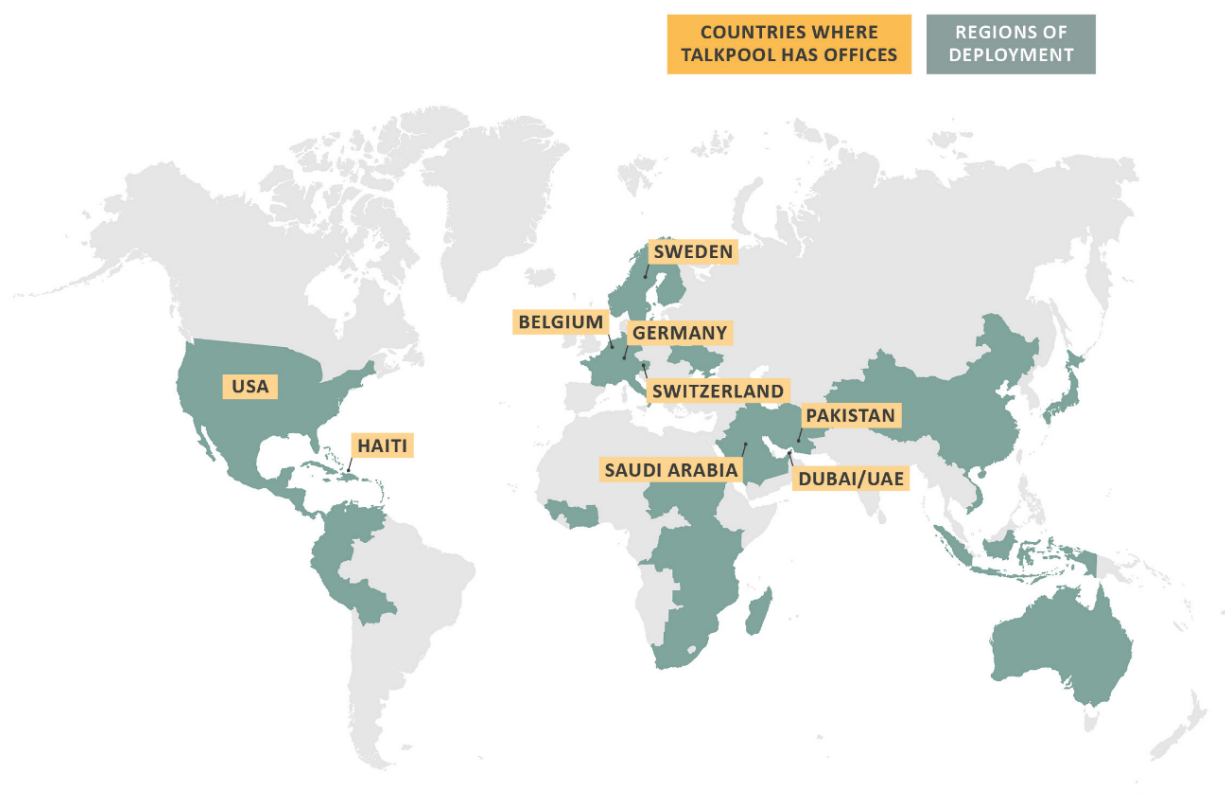 COUNTRIES WHERE
TALKPOOL HAS OFFICES
REGIONS OF
DEPLOYMENT
SWEDEN
BELGIUM
GERMANY
USA
SWITZERLAND
PAKISTAN
HAITI
SAUDI ARABIA
DUBAI/UAE